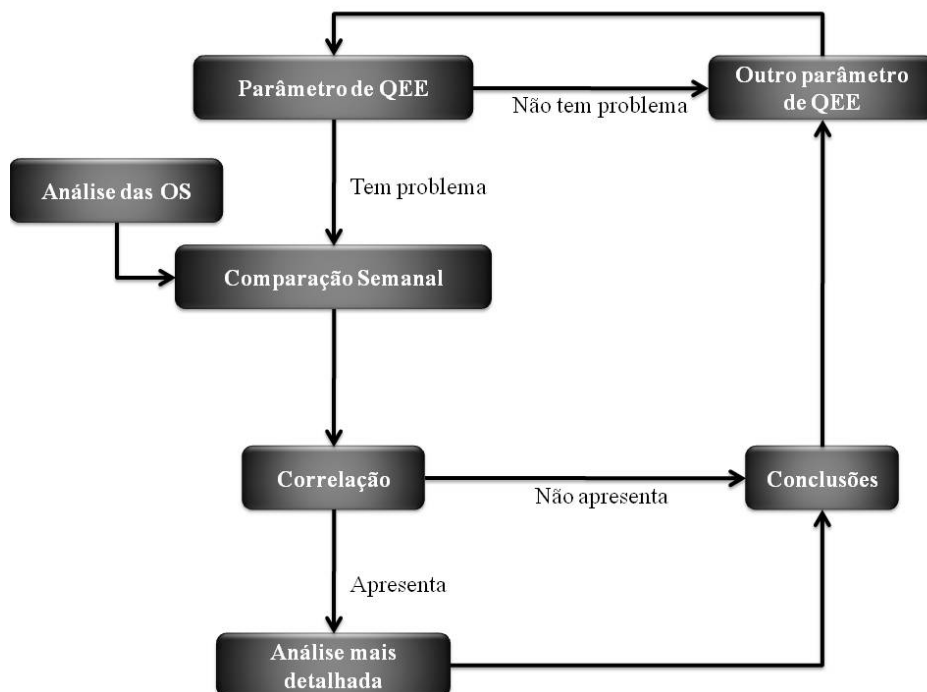 Parâmetro de QEE
Não tem problema
Outro parâmetro
de QEE
Tem problema
Análise das OS
Comparação Semanal
Correlação
Não apresenta
Conclusões
Apresenta
Análise mais
detalhada